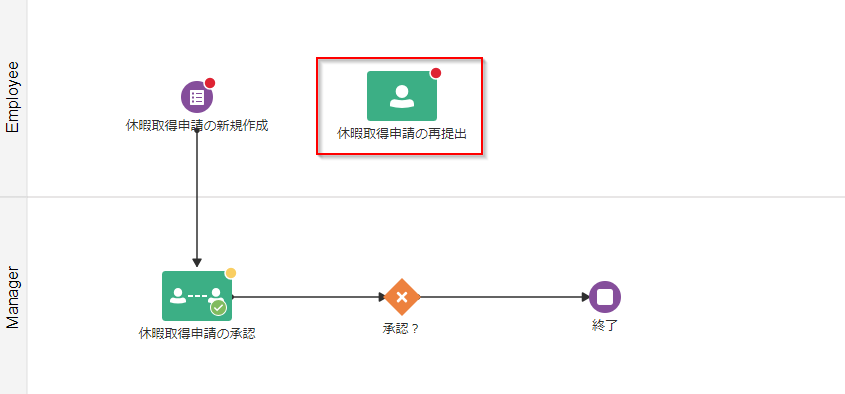 Employee
休暇取得申請の新規作成
休暇取得申請の再提出
Manager
休暇取得申請の承認
承認？
終了